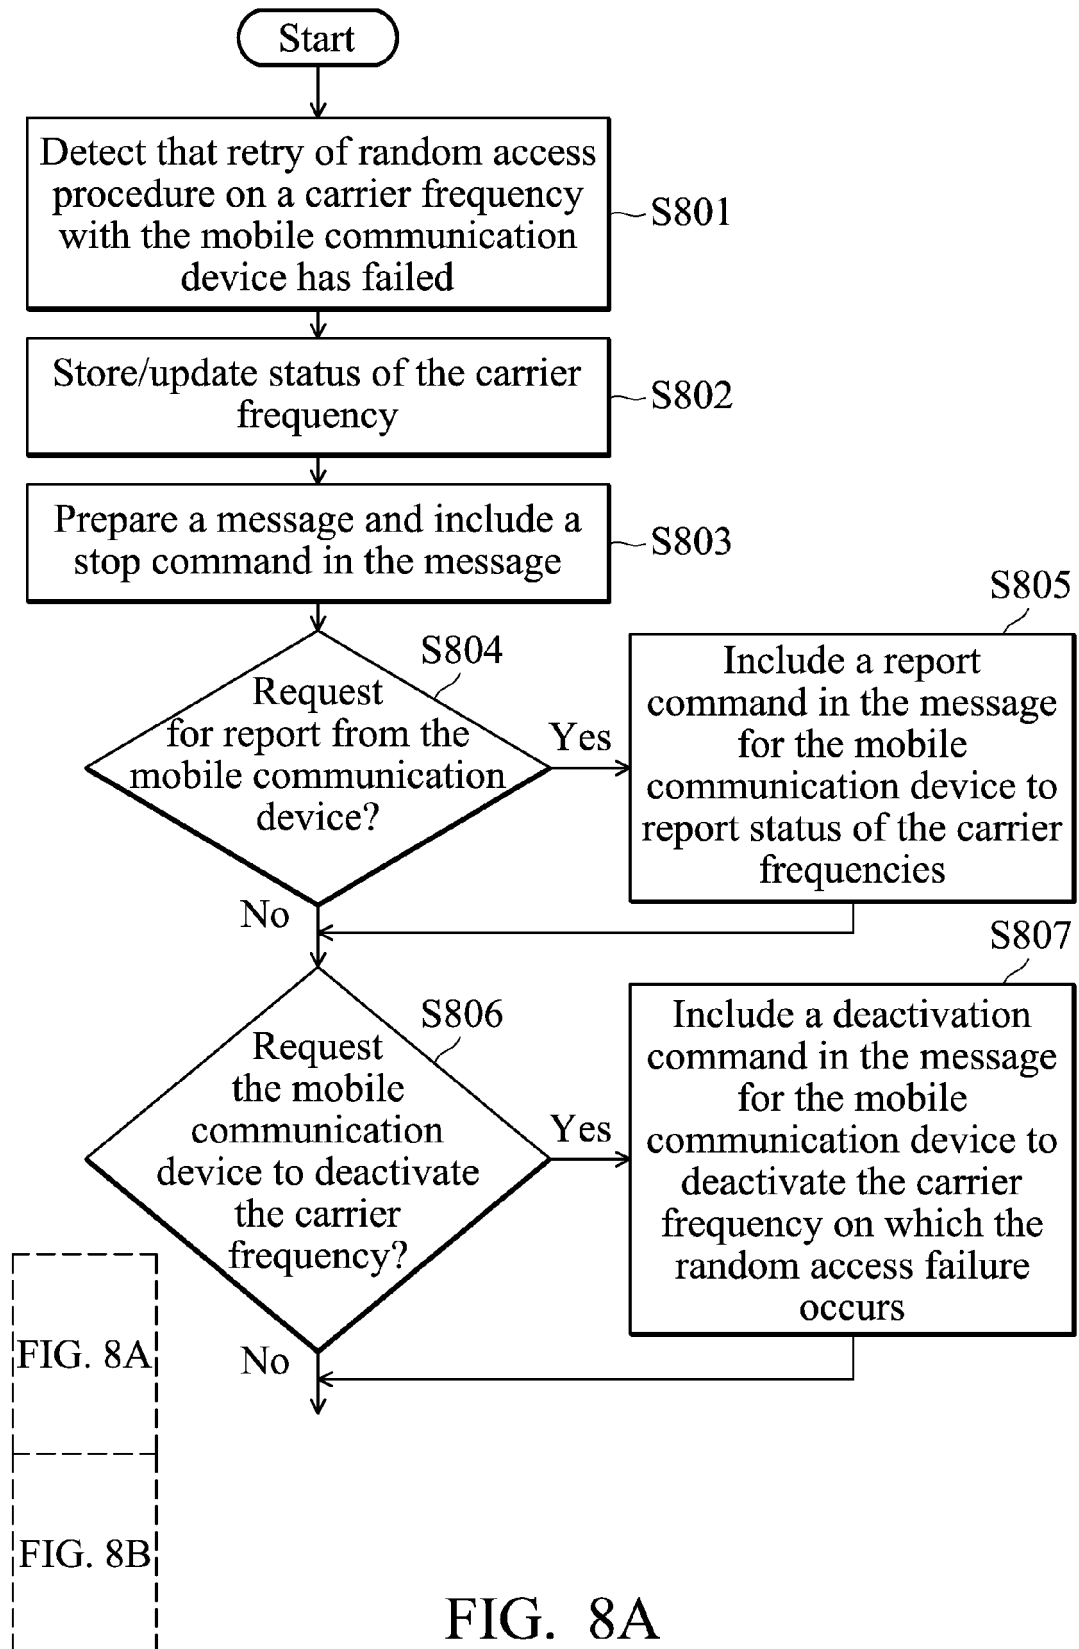 Start
Detect that retry of random access
procedure on a carrier frequency
with the mobile communication
device has failed
S801
Store/update status of the carrier
frequency
S802
Prepare a message and include a
stop command in the message
S803
S804
Request
for report from the
mobile communication
device?
Yes
No
S805
Include a report
command in the message
for the mobile
communication device to
report status of the carrier
frequencies
S806
Request
the mobile
communication
device to deactivate
the carrier
frequency?
Yes
No
S807
Include a deactivation
command in the message
for the mobile
communication device to
deactivate the carrier
frequency on which the
random access failure
occurs
FIG. 8A
FIG. 8B
FIG. 8A